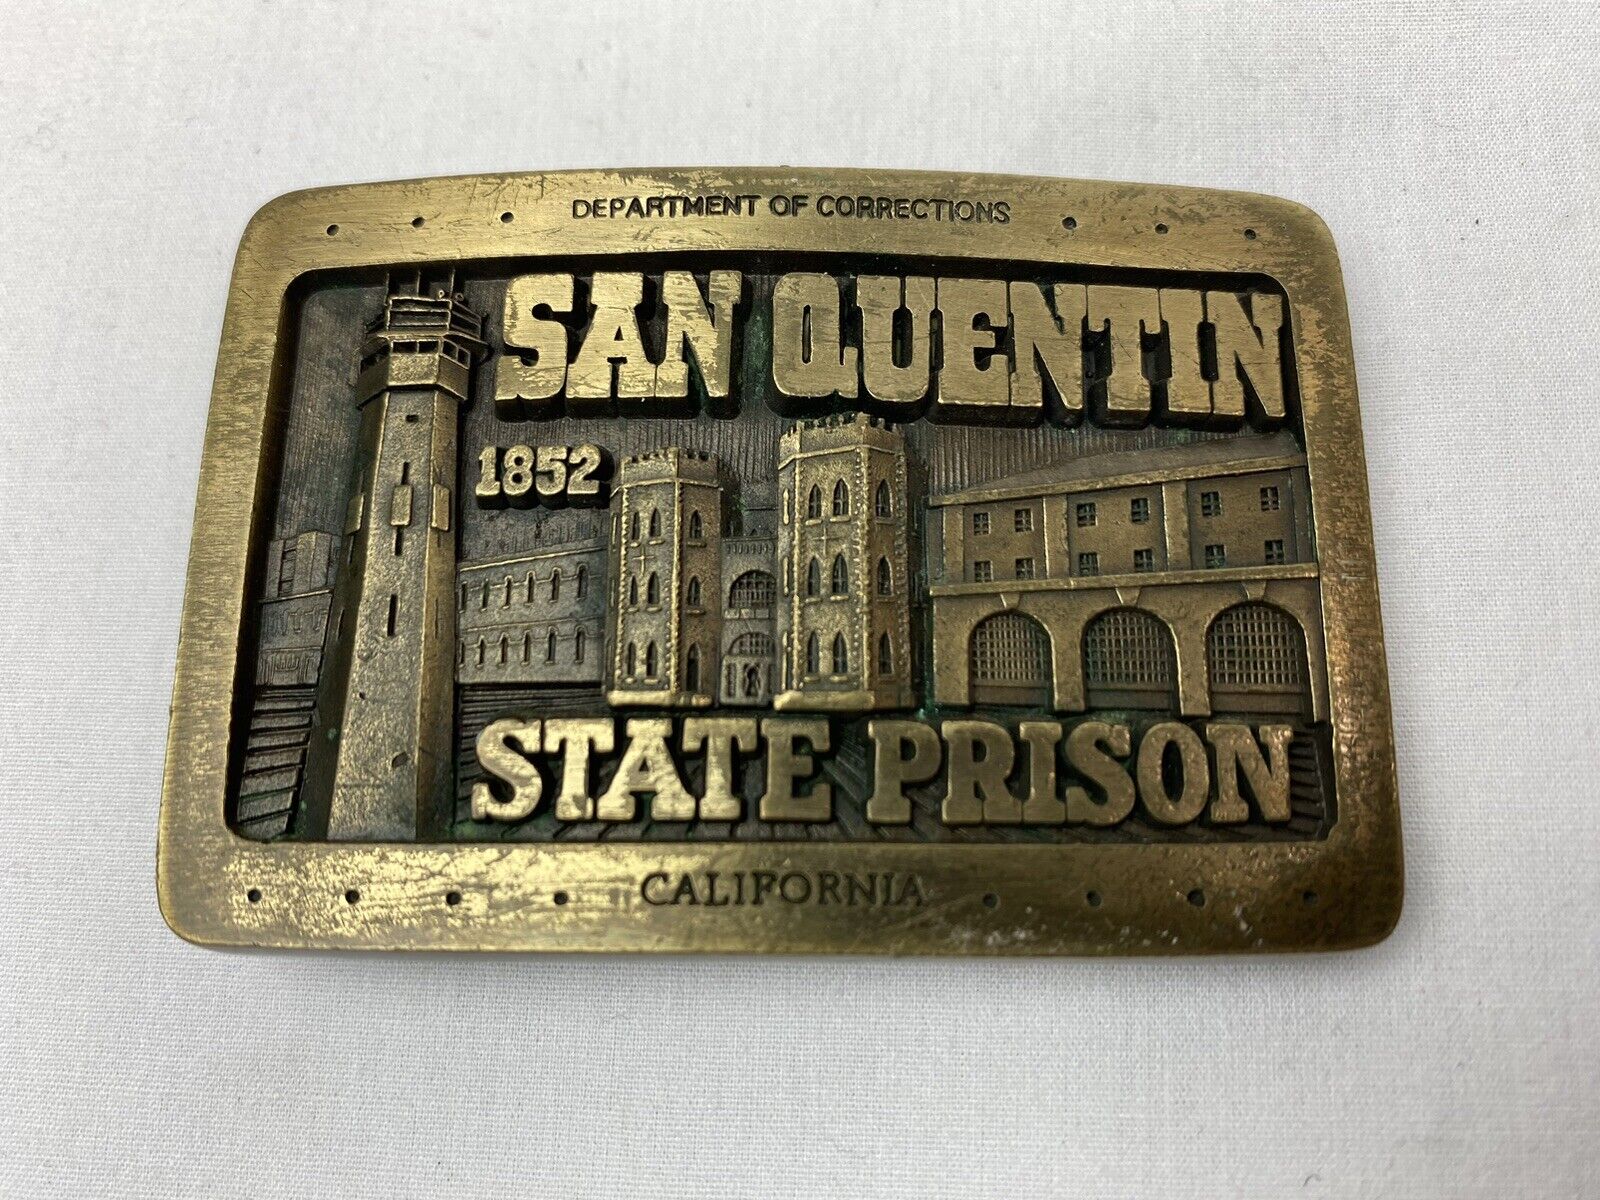 DEPARTMENT OF CORRECTIONS
SAN QUENTIN
1852
STATE PRISON
CALIFORNIA